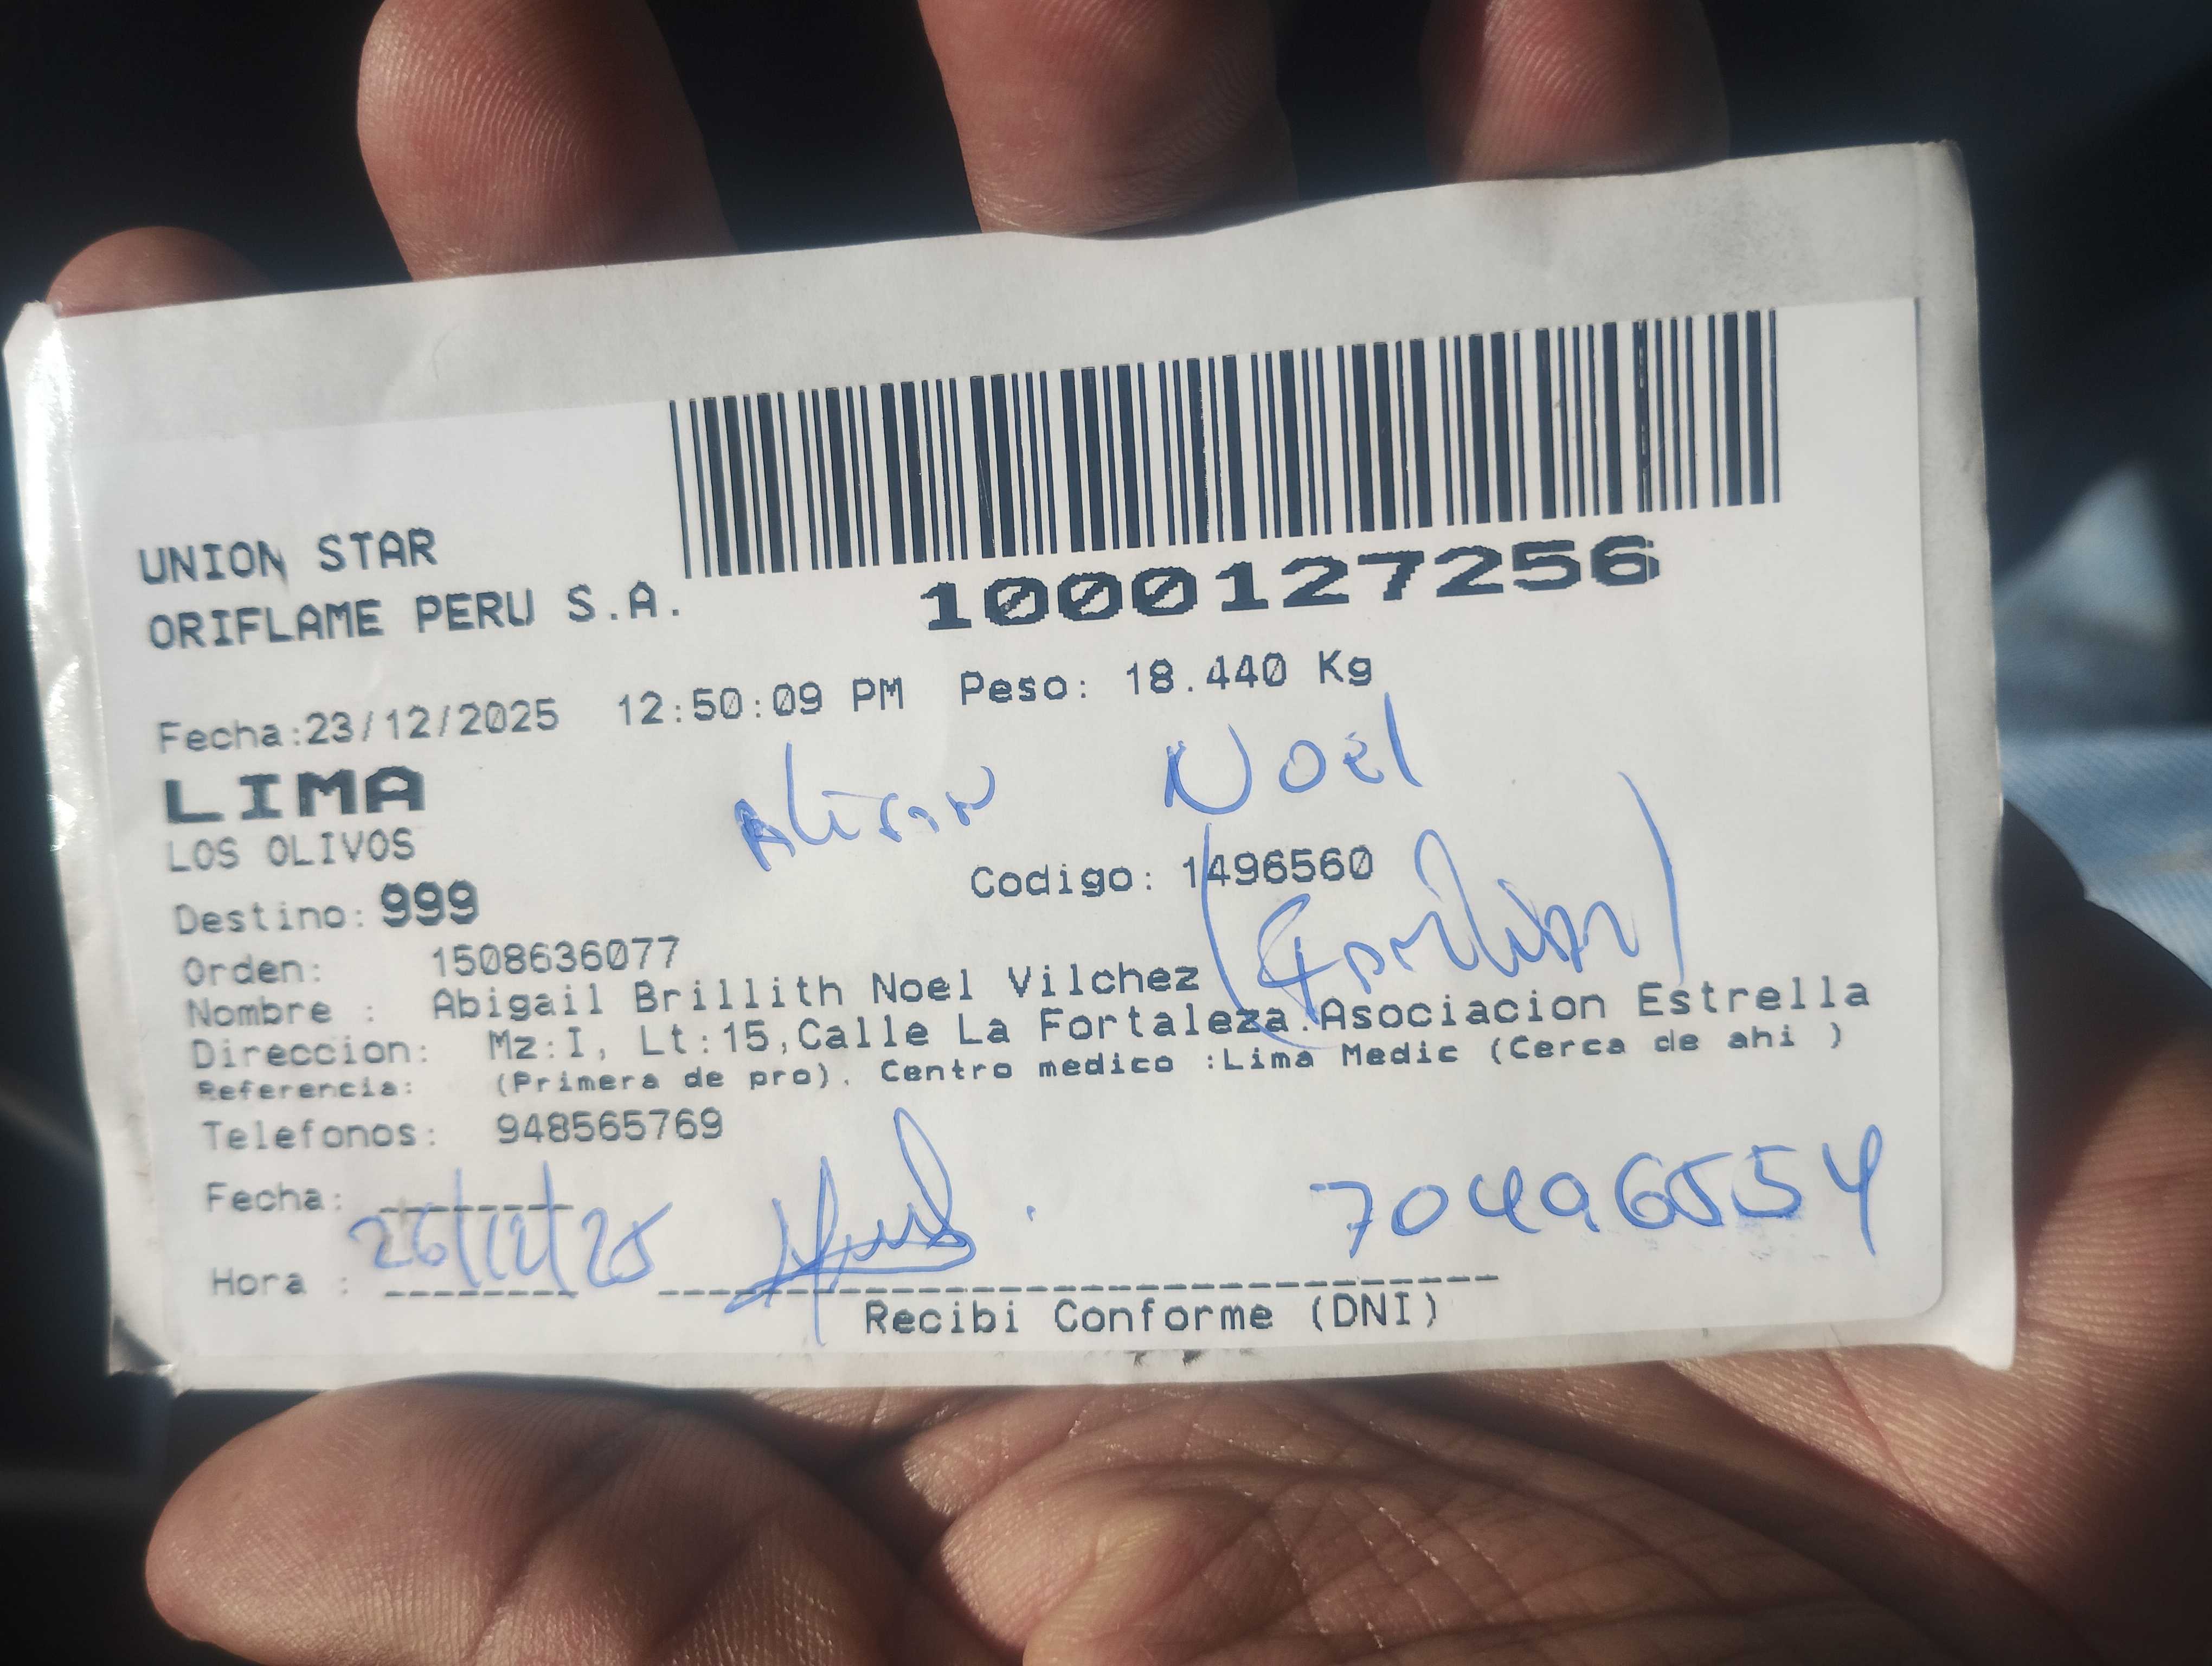 UNION STAR
ORIFLAME PERU S.A.
1000127256
Fecha:23/12/2025 12:50:09 PM Peso: 18.440 Kg
LIMA
Alison Noel
LOS OLIVOS
Codigo: 1496560
Destino: 999
(Familiar)
Orden: 1508636077
Nombre : Abigail Brillith Noel Vilchez
Direccion: Mz:I, Lt:15,Calle La Fortaleza.Asociacion Estrella
Referencia: (Primera de pro). Centro medico :Lima Medic (Cerca de ahi )
Telefonos: 948565769
Fecha: 26/12/25
70496554
Hora :
Recibi Conforme (DNI)